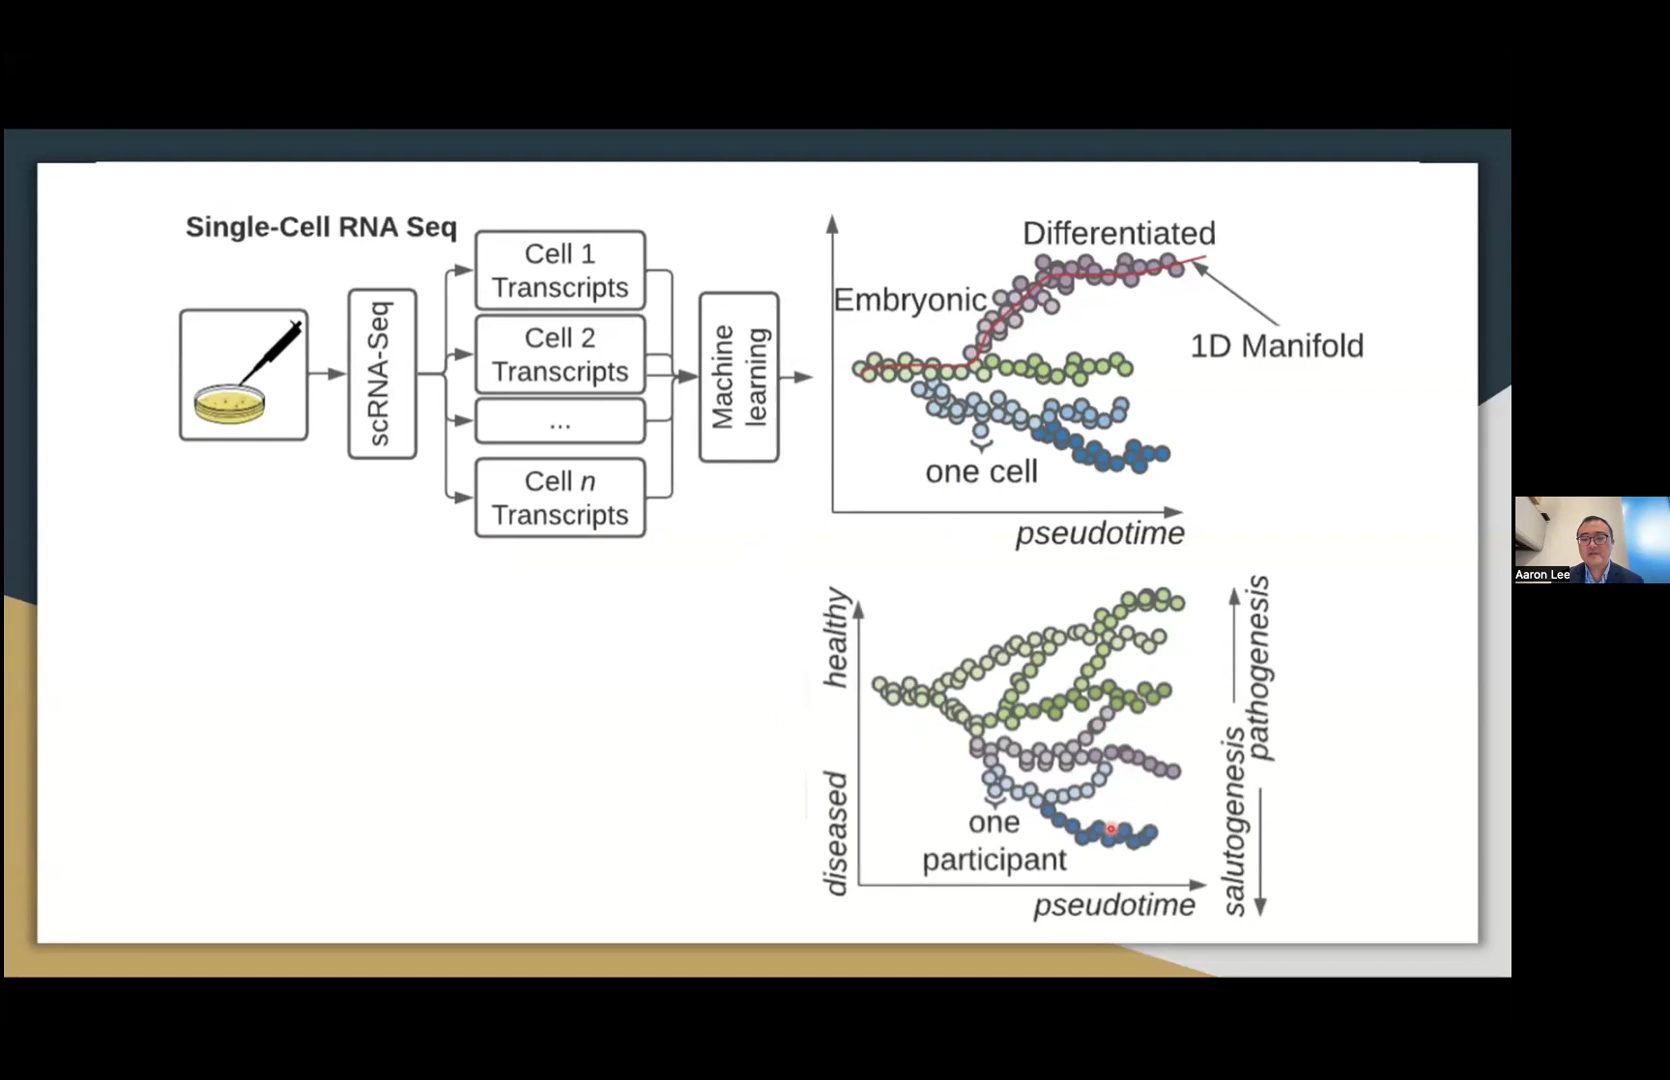 Single-Cell RNA Seq
scRNA-Seq
Cell 1
Transcripts
Cell 2
Transcripts
...
Cell n
Transcripts
Machine
learning
Differentiated
Embryonic
1D Manifold
one cell
pseudotime
healthy
diseased
one
participant
pseudotime
salutogenesis
pathogenesis
Aaron Lee